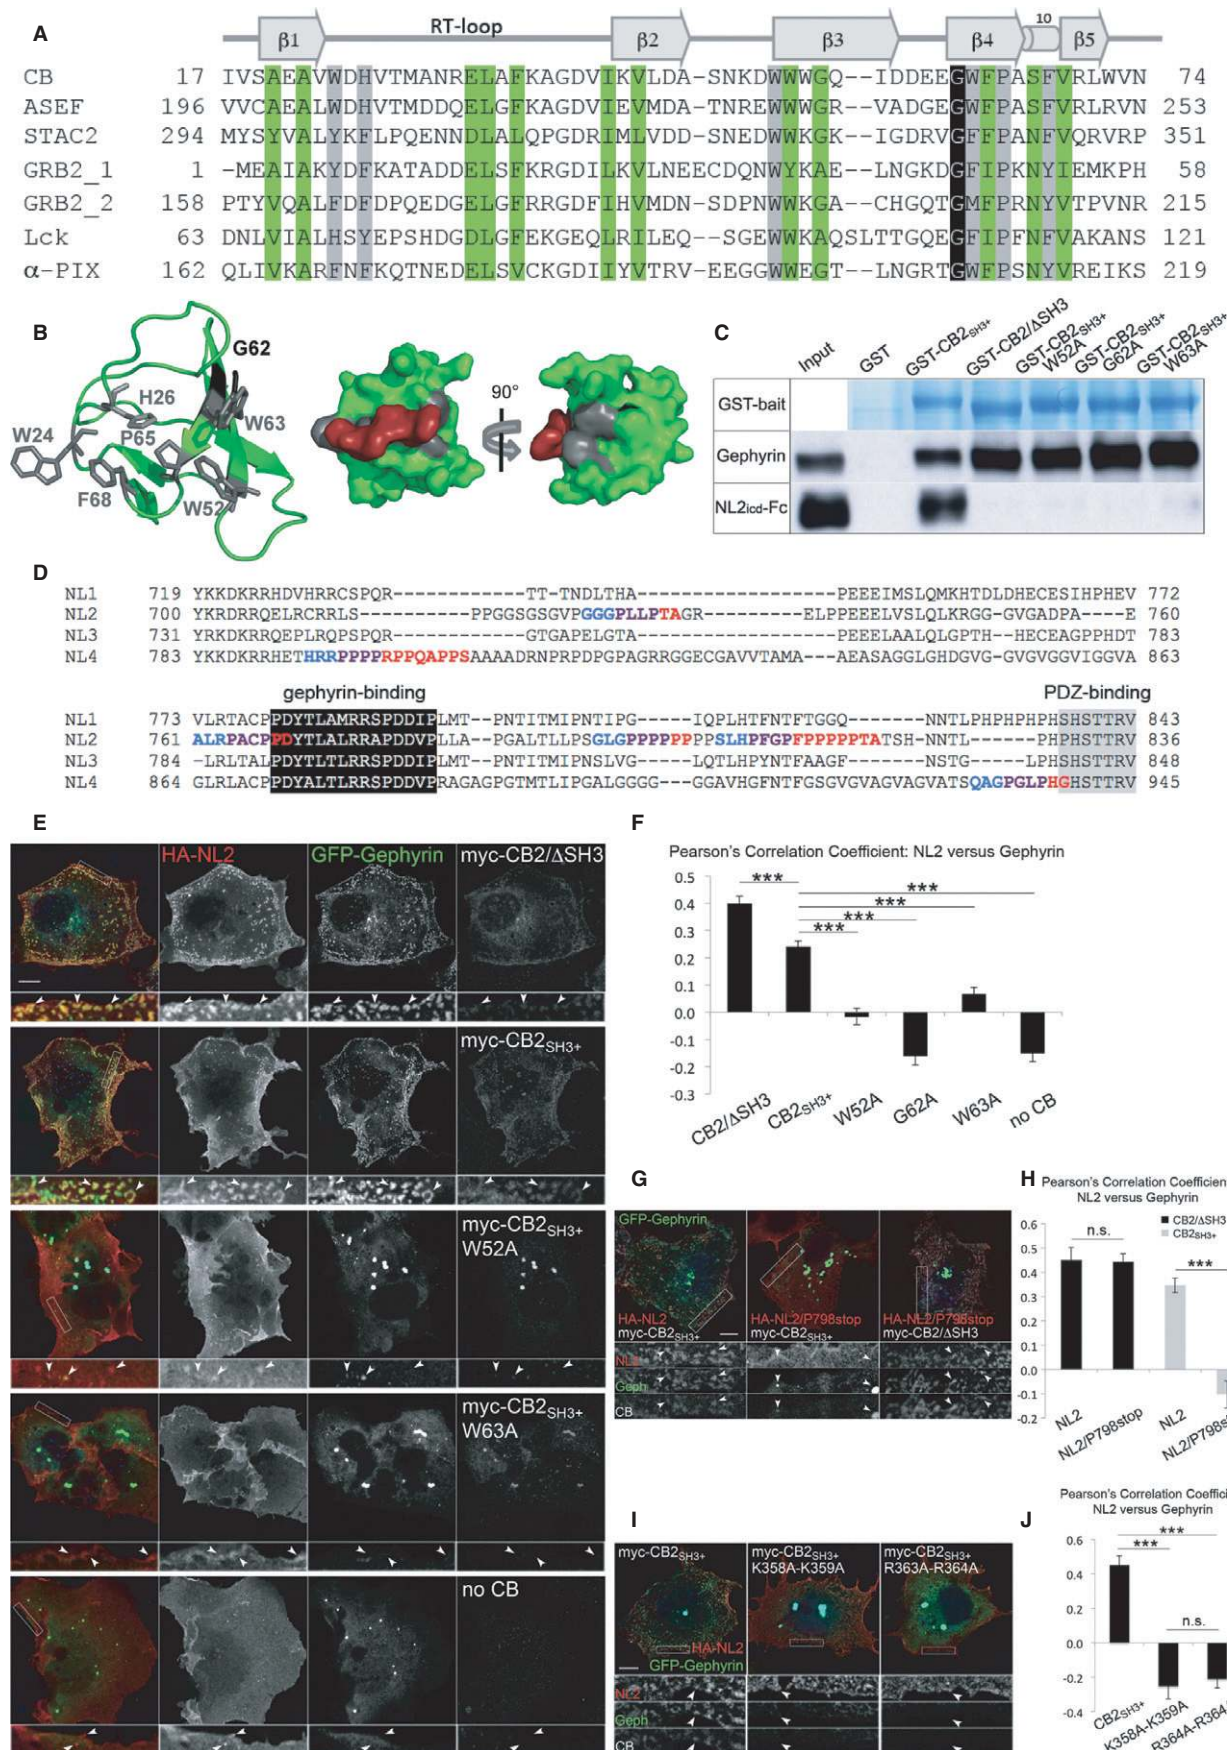 A
β1
RT-loop
β2
β3
β4
10
β5
CB 17 IVSAEAVWDHVTMANRELAFKAGDVIKVLDA-SNKDWWWGQ--IDDEEGWFPASFVRLWVN 74
ASEF 196 VVCAEALWDHVTMDDQELGFKAGDVIEVMDA-TNREWWWGR--VADGEGWFPASFVRLRVN 253
STAC2 294 MYSYVALYKFLPQENNDLALQPGDRIMLVDD-SNEDWWKGK--IGDRVGFFPANFVQRVRP 351
GRB2_1 1 -MEAIAKYDFKATADDELSFKRGDILKVLNEECDQNWYKAE--LNGKDGFIPKNYIEMKPH 58
GRB2_2 158 PTYVQALFDFDPQEDGELGFRRGDFIHVMDN-SDPNWWKGA--CHGQTGMFPRNYVTPVNR 215
Lck 63 DNLVIALHSYEPSHDGDLGFEKGEQLRILEQ--SGEWWKAQSLTTGQEGFIPFNFVAKANS 121
α-PIX 162 QLIVKARFNFKQTNEDELSVCKGDIIYVTRV-EEGGWWEGT--LNGRTGWFPSNYVREIKS 219
B
G62
H26
W24
P65
W63
F68
W52
90°
C
Input
GST
GST-CB2SH3+
GST-CB2/ΔSH3
GST-CB2SH3+ W52A
GST-CB2SH3+ G62A
GST-CB2SH3+ W63A
GST-bait
Gephyrin
NL2icd-Fc
D
NL1 719 YKKDKRRHDVHRRCSPQR-------------TT-TNDLTHA--------------PEEEIMSLQMKHTDLDHECESIHPHEV 772
NL2 700 YKRDKRRQELRCRRLS-------PPGGSGSGVPGGGPLLPTAGR-----------ELPPEEELVSLQLKRGG-GVGADPA----E 760
NL3 731 YRKDKRRQEPLRQPSPQR-------------GTGAPELGTA--------------PEEELAALQLGPTH--HECEAGPPHDT 783
NL4 783 YKKDKRRHETHRRPPPPRRPPQAPPSAAAADRNPRPDPGPAGRRGGECGAVVTAMA---AEASAGGLGHDGVG-GVGVGGVIGGVA 863
gephyrin-binding
PDZ-binding
NL1 773 VLRTACPPDYTLAMRRSPDDIPLMT--PNTITMIPNTIPG-----IQPLHTFNTFTGGQ----NNTLPHPHPHPHSHSTTRV 843
NL2 761 ALRPACPPDYTLALRRAPDDVPLLA--PGALTLLPSGLGPPPPPPPPSLHPFGPFPPPPPTATSH-NNTL-----PHPHSTTRV 836
NL3 784 -LRLTALPDYTLTLRRSPDDIPLMT--PNTITMIPNSLVG-----LQTLHPYNTFAAGF----NSTG------LPHSHSTTRV 848
NL4 864 GLRLACPPDYALTLRRSPDDVPRAGAGPGTMTLIPGALGGGG----GGAVHGFNTFGSGVGVGAVGVATSQAGPGLPHGHSTTRV 945
E
HA-NL2
GFP-Gephyrin
myc-CB2/ΔSH3
myc-CB2SH3+
myc-CB2SH3+
W52A
myc-CB2SH3+
W63A
no CB
F
Pearson's Correlation Coefficient: NL2 versus Gephyrin
0.5
0.4
0.3
0.2
0.1
0.0
-0.1
-0.2
-0.3
***
***
***
***
***
CB2/ΔSH3
CB2SH3+
W52A
G62A
W63A
no CB
G
GFP-Gephyrin
HA-NL2
myc-CB2SH3+
HA-NL2/P798stop
myc-CB2SH3+
HA-NL2/P798stop
myc-CB2/ΔSH3
NL2
Geph
CB
H
Pearson's Correlation Coefficien
NL2 versus Gephyrin
CB2/ΔSH3
CB2SH3+
0.6
0.5
0.4
0.3
0.2
0.1
0.0
-0.1
-0.2
n.s.
***
NL2
NL2/P798stop
NL2
NL2/P798s
I
myc-CB2SH3+
HA-NL2
GFP-Gephyrin
myc-CB2SH3+
K358A-K359A
myc-CB2SH3+
R363A-R364A
NL2
Geph
CB
J
Pearson's Correlation Coeffici
NL2 versus Gephyrin
0.6
0.4
0.2
0.0
-0.2
-0.4
***
***
n.s.
CB2SH3+
K358A-K359A
R364A-R364